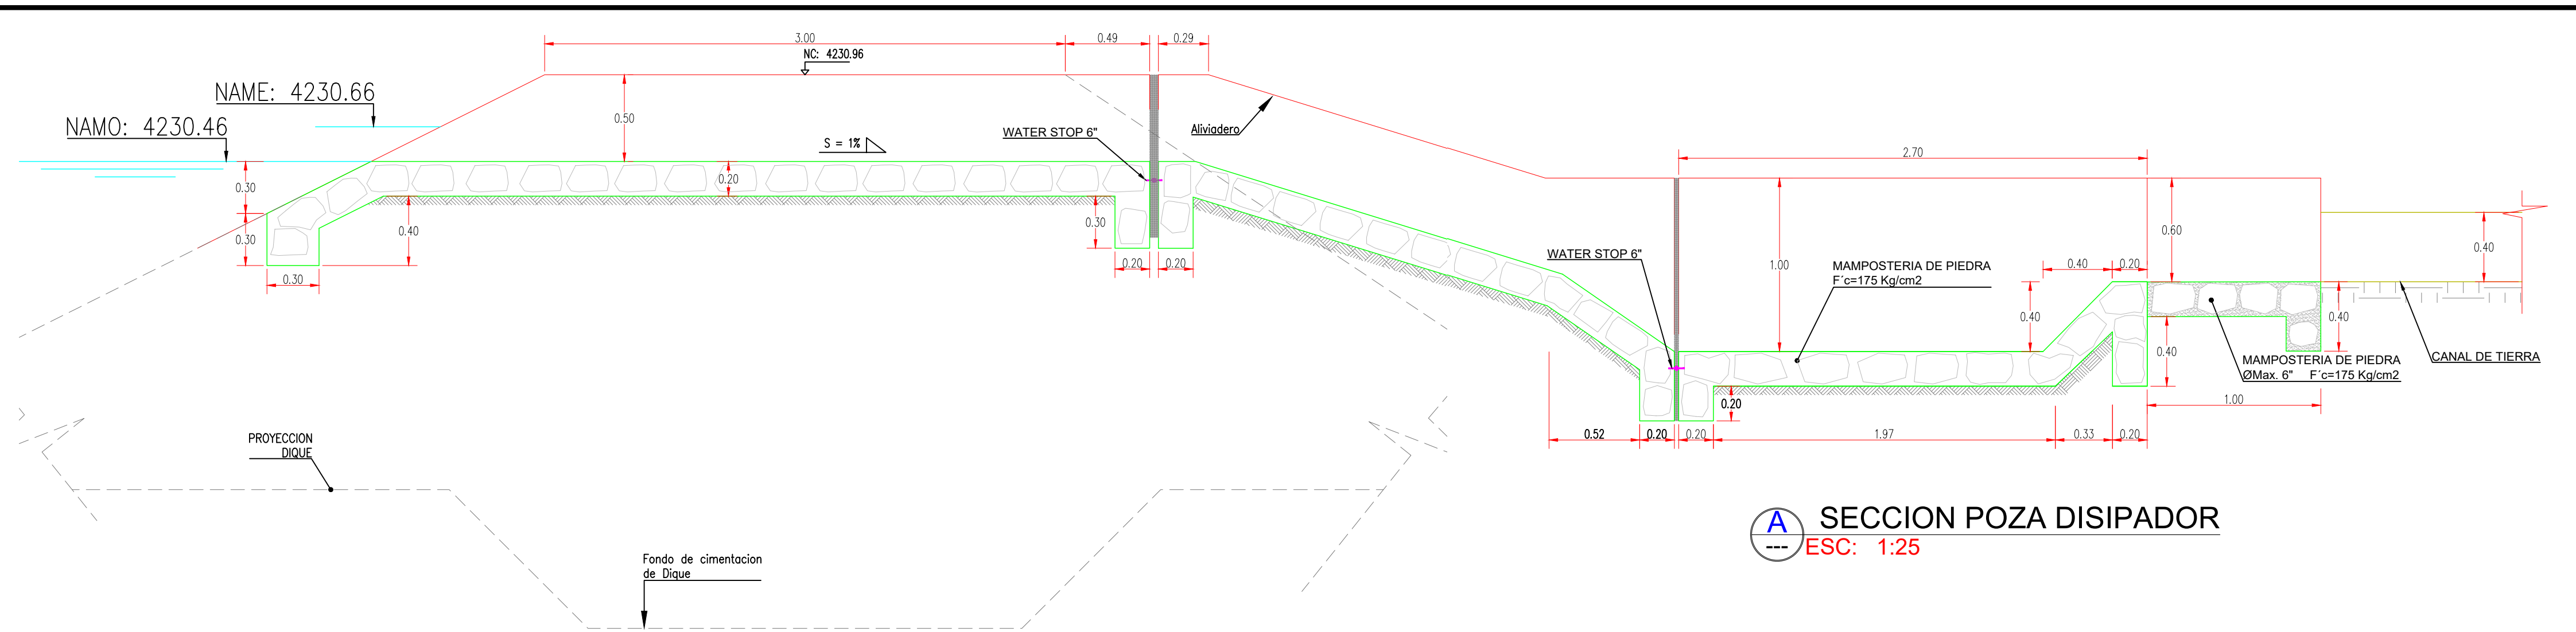 3.00
0.49
0.29
NC: 4230.96
NAME: 4230.66
NAMO: 4230.46
0.50
WATER STOP 6"
Aliviadero
S = 1%
2.70
0.30
0.20
0.30
0.40
0.30
0.30
0.20
0.20
WATER STOP 6"
1.00
MAMPOSTERIA DE PIEDRA
F´c=175 Kg/cm2
0.40
0.20
0.60
0.40
0.40
0.40
0.40
MAMPOSTERIA DE PIEDRA
ØMax. 6" F´c=175 Kg/cm2
CANAL DE TIERRA
0.20
1.00
0.52
0.20
0.20
1.97
0.33
0.20
PROYECCION
DIQUE
A
---
SECCION POZA DISIPADOR
ESC: 1:25
Fondo de cimentacion
de Dique